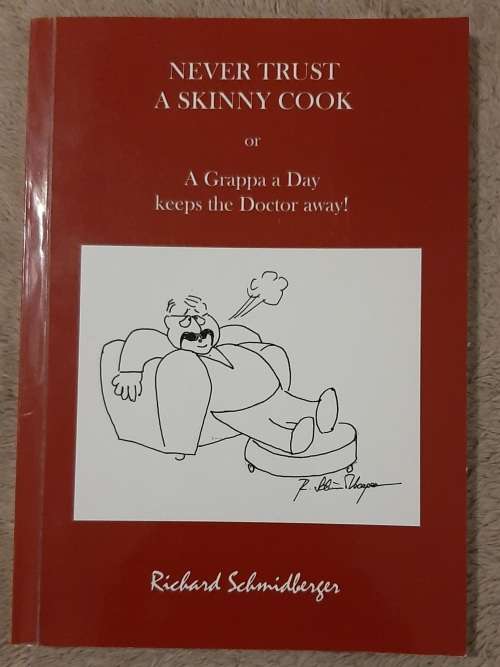 NEVER TRUST
A SKINNY COOK
or
A Grappa a Day
keeps the Doctor away!
Richard Schmidberger